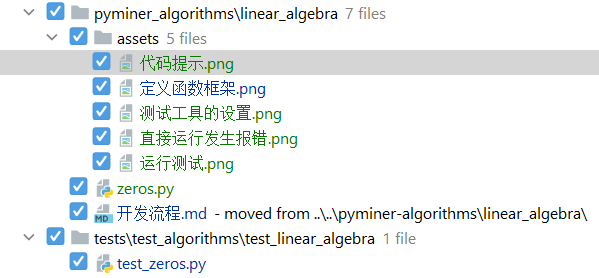 pyminer_algorithms\linear_algebra 7 files
assets 5 files
代码提示.png
定义函数框架.png
测试工具的设置.png
直接运行发生报错.png
运行测试.png
zeros.py
MD 开发流程.md - moved from ..\..\pyminer-algorithms\linear_algebra\
tests\test_algorithms\test_linear_algebra 1 file
test_zeros.py